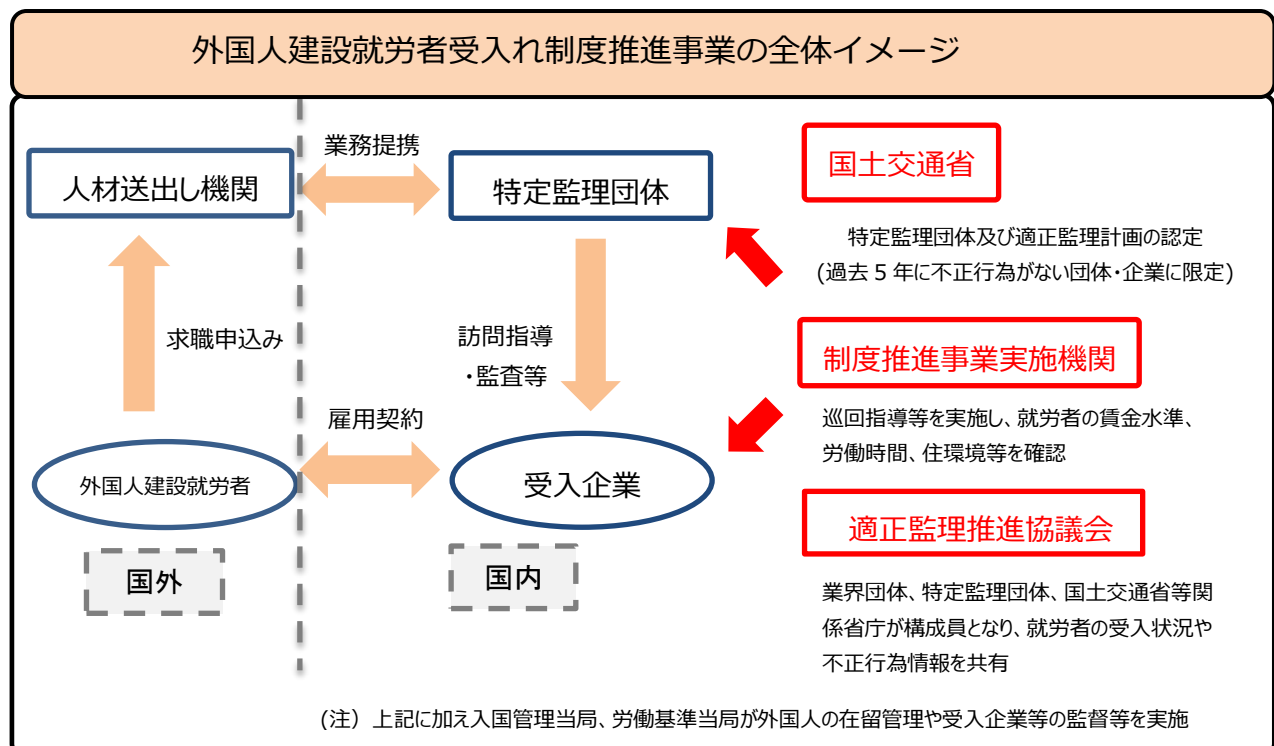 外国人建設就労者受入れ制度推進事業の全体イメージ
業務提携
人材送出し機関
特定監理団体
国土交通省
特定監理団体及び適正監理計画の認定
(過去 5 年に不正行為がない団体・企業に限定)
求職申込み
訪問指導
・監査等
制度推進事業実施機関
巡回指導等を実施し、就労者の賃金水準、
労働時間、住環境等を確認
雇用契約
外国人建設就労者
受入企業
適正監理推進協議会
国外
国内
業界団体、特定監理団体、国土交通省等関
係省庁が構成員となり、就労者の受入状況や
不正行為情報を共有
(注) 上記に加え入国管理当局、労働基準当局が外国人の在留管理や受入企業等の監督等を実施